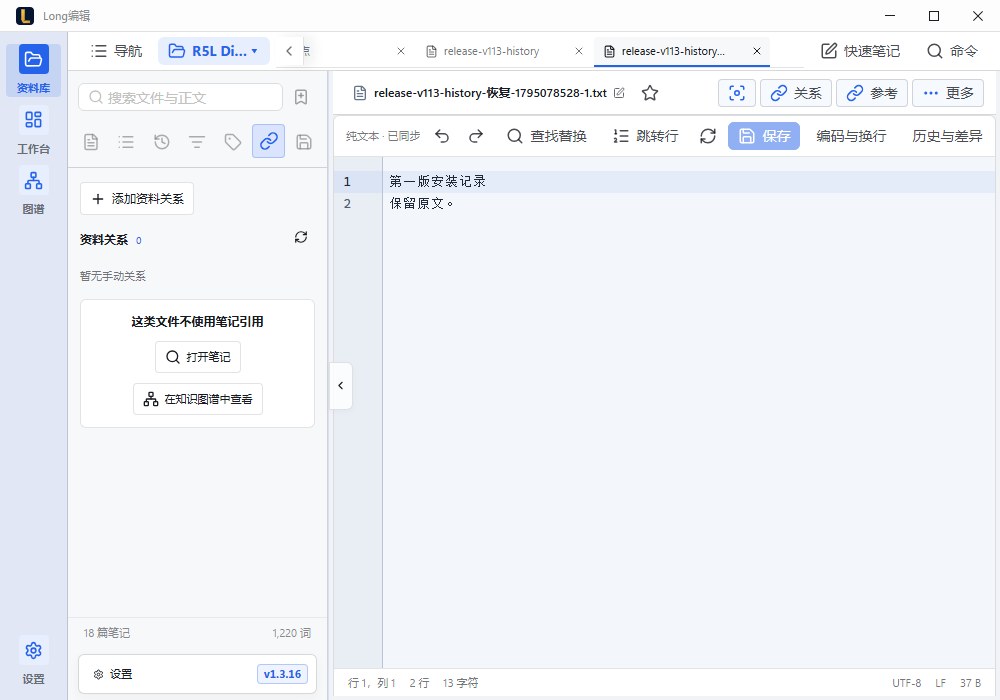 Long编辑
导航
R5L Di...
点
release-v113-history
release-v113-history...
快速笔记
命令
资料库
工作台
图谱
设置
搜索文件与正文
添加资料关系
资料关系 0
暂无手动关系
这类文件不使用笔记引用
打开笔记
在知识图谱中查看
18 篇笔记
1,220 词
设置
v1.3.16
release-v113-history-恢复-1795078528-1.txt
关系
参考
更多
纯文本 · 已同步
查找替换
跳转行
保存
编码与换行
历史与差异
1 第一版安装记录
2 保留原文。
行 1，列 1 2 行 13 字符
UTF-8 LF 37 B